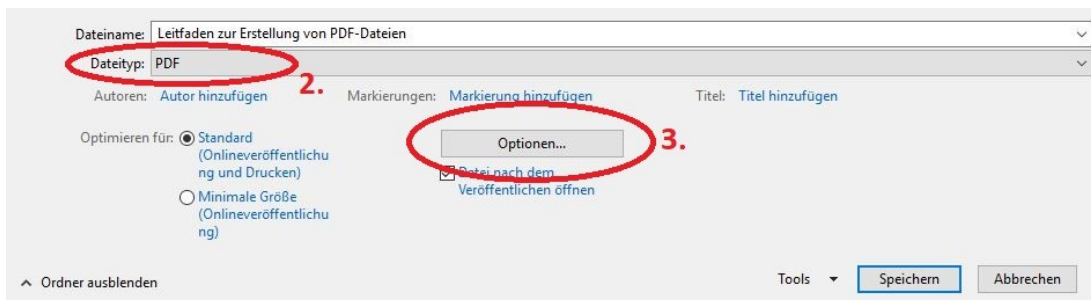 Dateiname: Leitfaden zur Erstellung von PDF-Dateien
Dateityp: PDF
2.
Autoren: Autor hinzufügen Markierungen: Markierung hinzufügen Titel: Titel hinzufügen
Optimieren für: Standard
(Onlineveröffentlichu
ng und Drucken)
Minimale Größe
(Onlineveröffentlichu
ng)
Optionen...
3.
Datei nach dem
Veröffentlichen öffnen
Ordner ausblenden
Tools Speichern Abbrechen